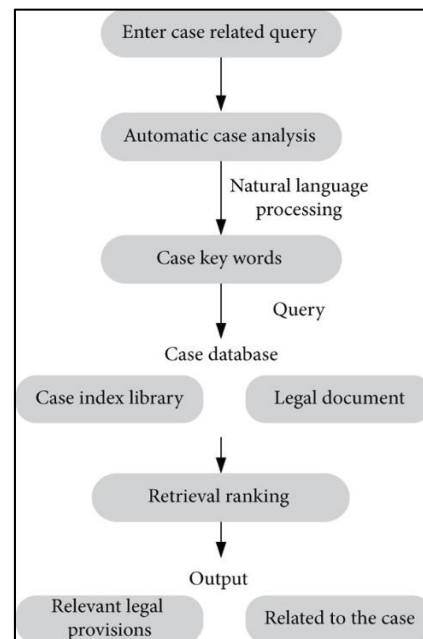 Enter case related query
Automatic case analysis
Natural language
processing
Case key words
Query
Case database
Case index library
Legal document
Retrieval ranking
Output
Relevant legal
provisions
Related to the case